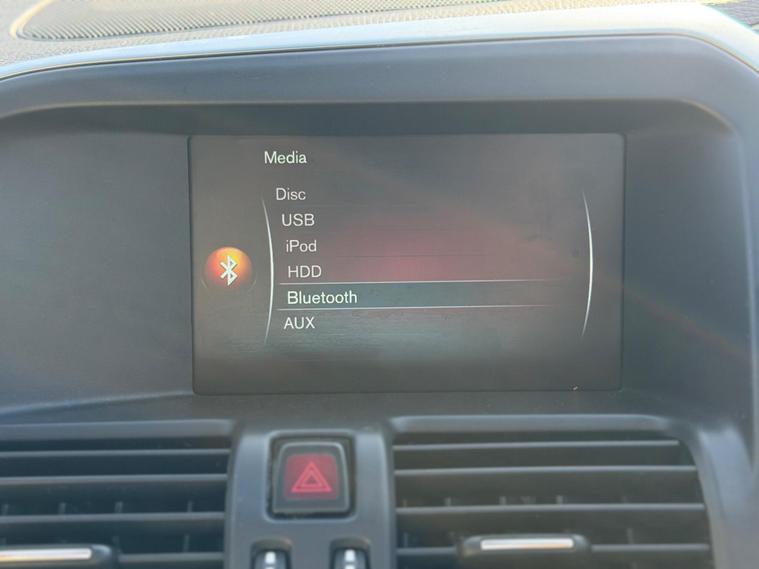 Media
Disc
USB
iPod
HDD
Bluetooth
AUX